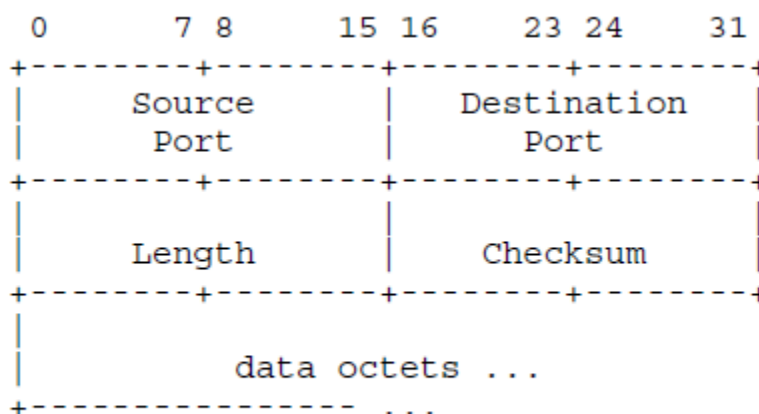 0 7 8 15 16 23 24 31
+--------+--------+--------+--------+
| Source | Destination |
| Port | Port |
+--------+--------+--------+--------+
| | |
| Length | Checksum |
+--------+--------+--------+--------+
|
| data octets ...
+---------------- ...